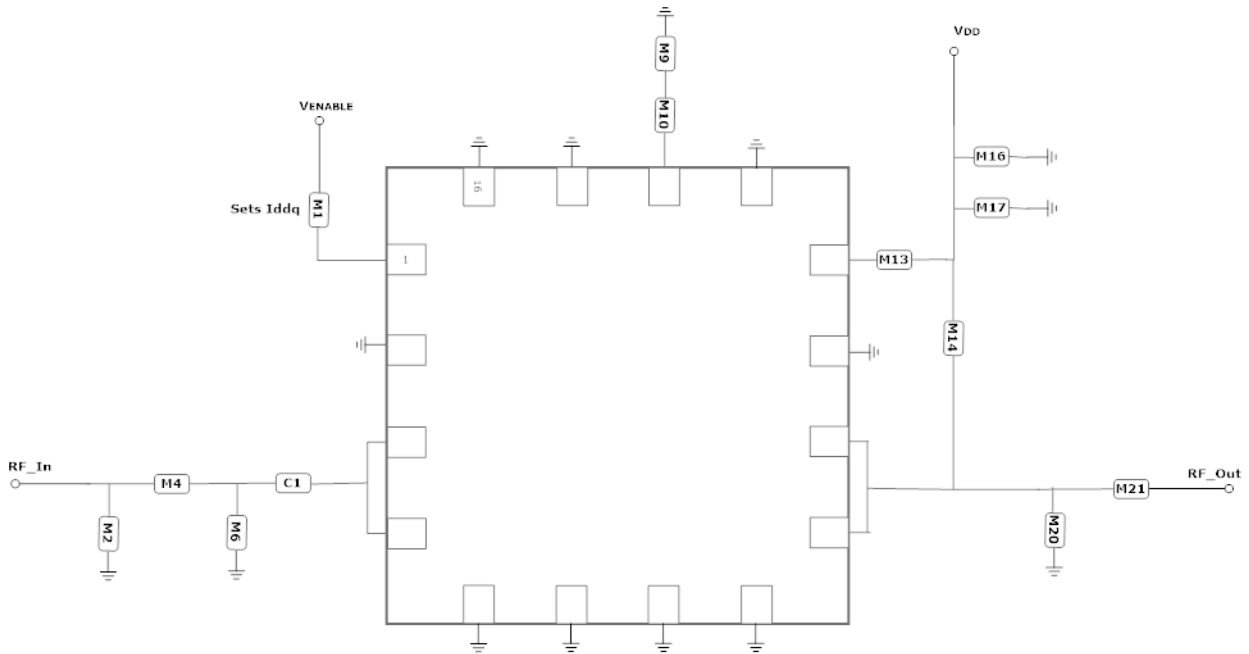 M9
VDD
VENABLE
M10
M16
16
Sets Iddq
M1
M17
1
M13
M14
RF_In
M4
C1
M21
RF_Out
M2
M6
M20